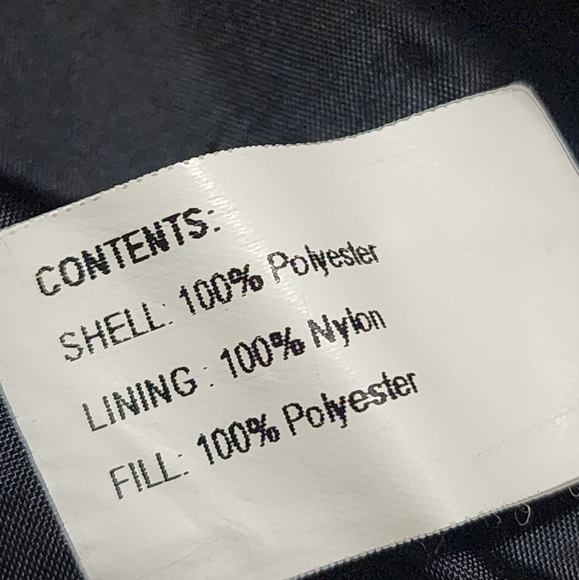 CONTENTS:
SHELL: 100% Polyester
LINING : 100% Nylon
FILL: 100% Polyester